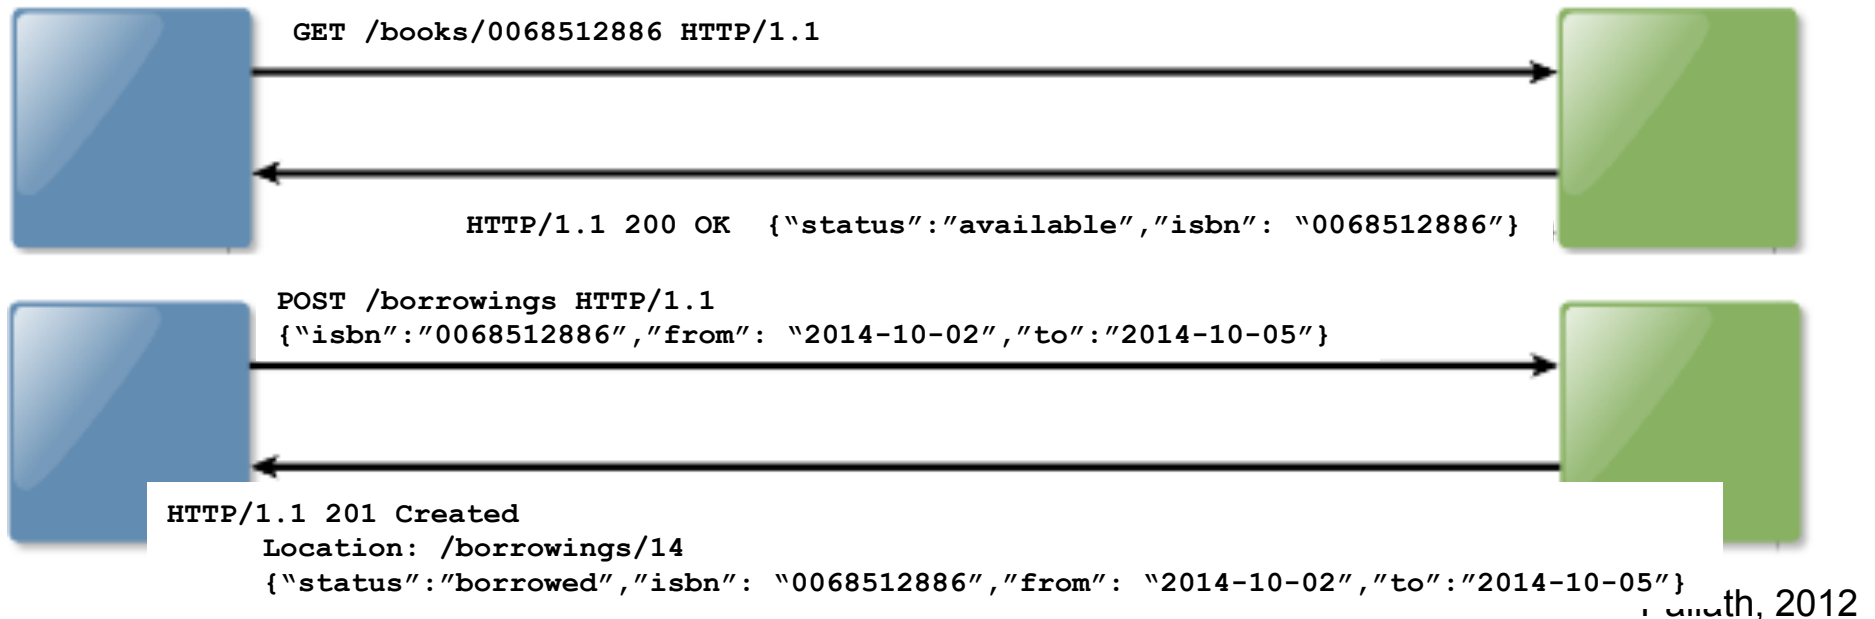 GET /books/0068512886 HTTP/1.1
HTTP/1.1 200 OK {“status”:”available”,”isbn”: “0068512886”}
POST /borrowings HTTP/1.1
{“isbn”:”0068512886”,”from”: “2014-10-02”,”to”:”2014-10-05”}
HTTP/1.1 201 Created
Location: /borrowings/14
{“status”:”borrowed”,”isbn”: “0068512886”,”from”: “2014-10-02”,”to”:”2014-10-05”}
2012